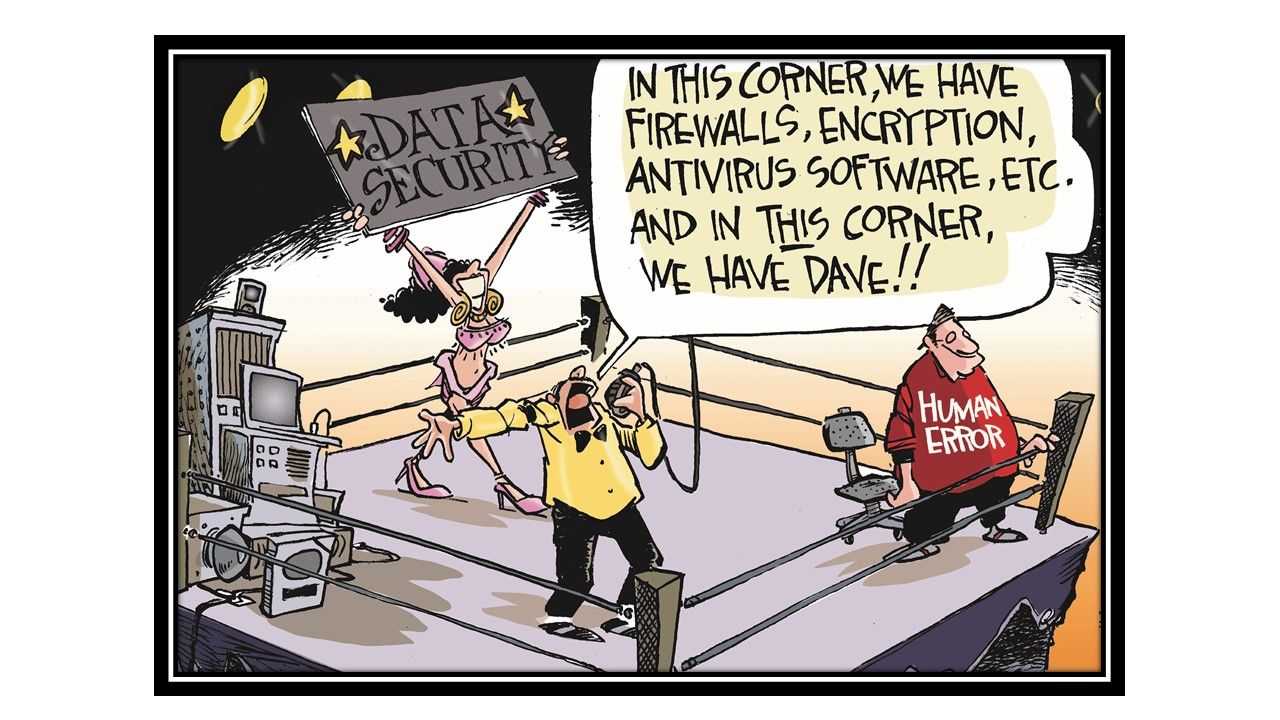 DATA
SECURITY
IN THIS CORNER, WE HAVE
FIREWALLS, ENCRYPTION,
ANTIVIRUS SOFTWARE, ETC.
AND IN THIS CORNER,
WE HAVE DAVE!!
HUMAN
ERROR